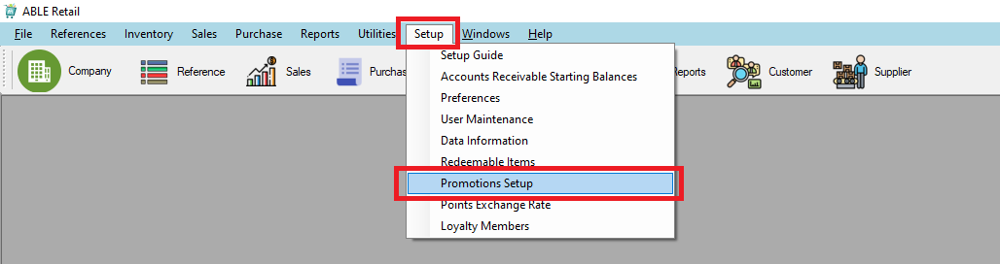 ABLE Retail
File References Inventory Sales Purchase Reports Utilities Setup Windows Help
Company Reference Sales Purchas Reports Customer Supplier
Setup Guide
Accounts Receivable Starting Balances
Preferences
User Maintenance
Data Information
Redeemable Items
Promotions Setup
Points Exchange Rate
Loyalty Members